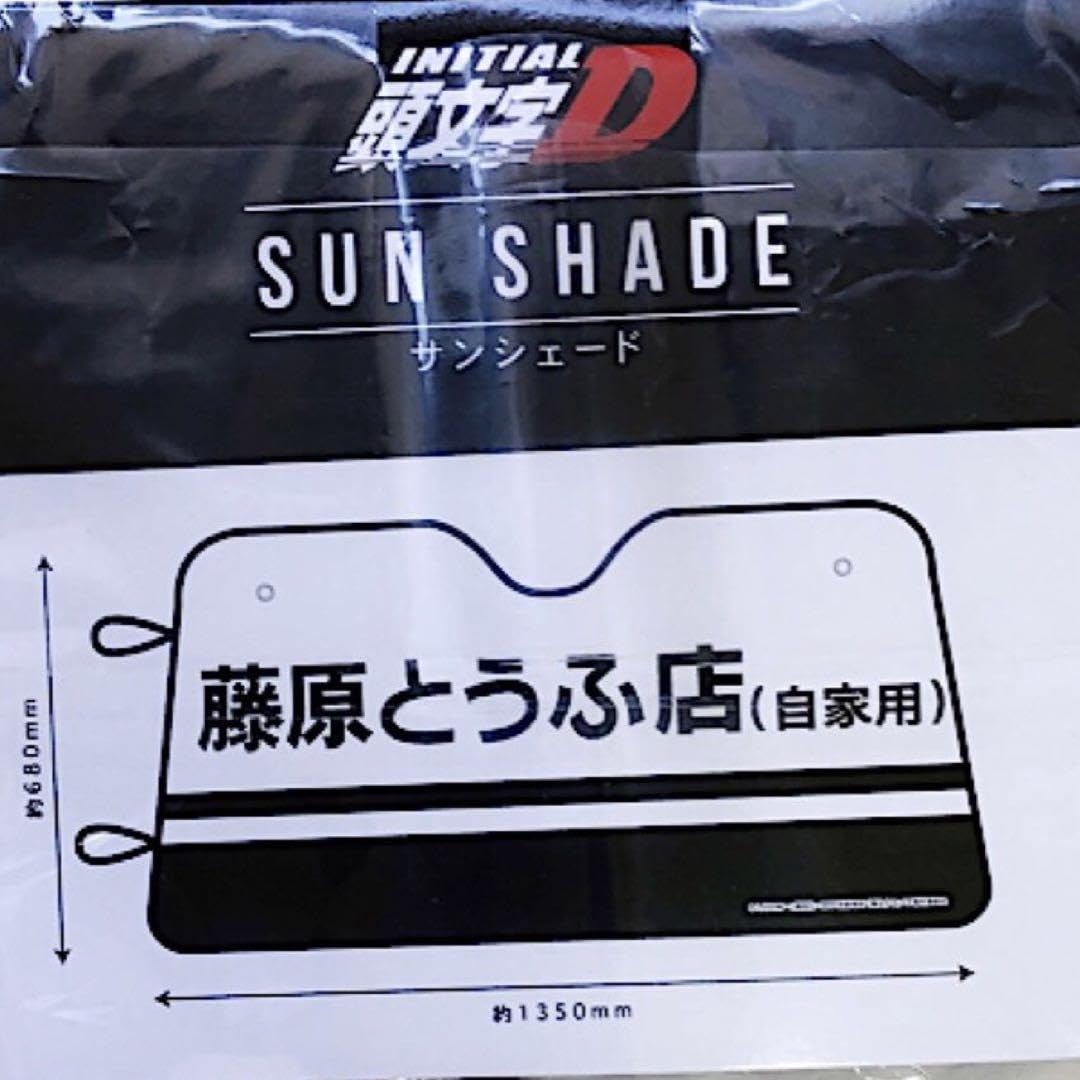 INITIAL
頭文字D
SUN SHADE
サンシェード
藤原とうふ店(自家用)
約680mm
約1350mm